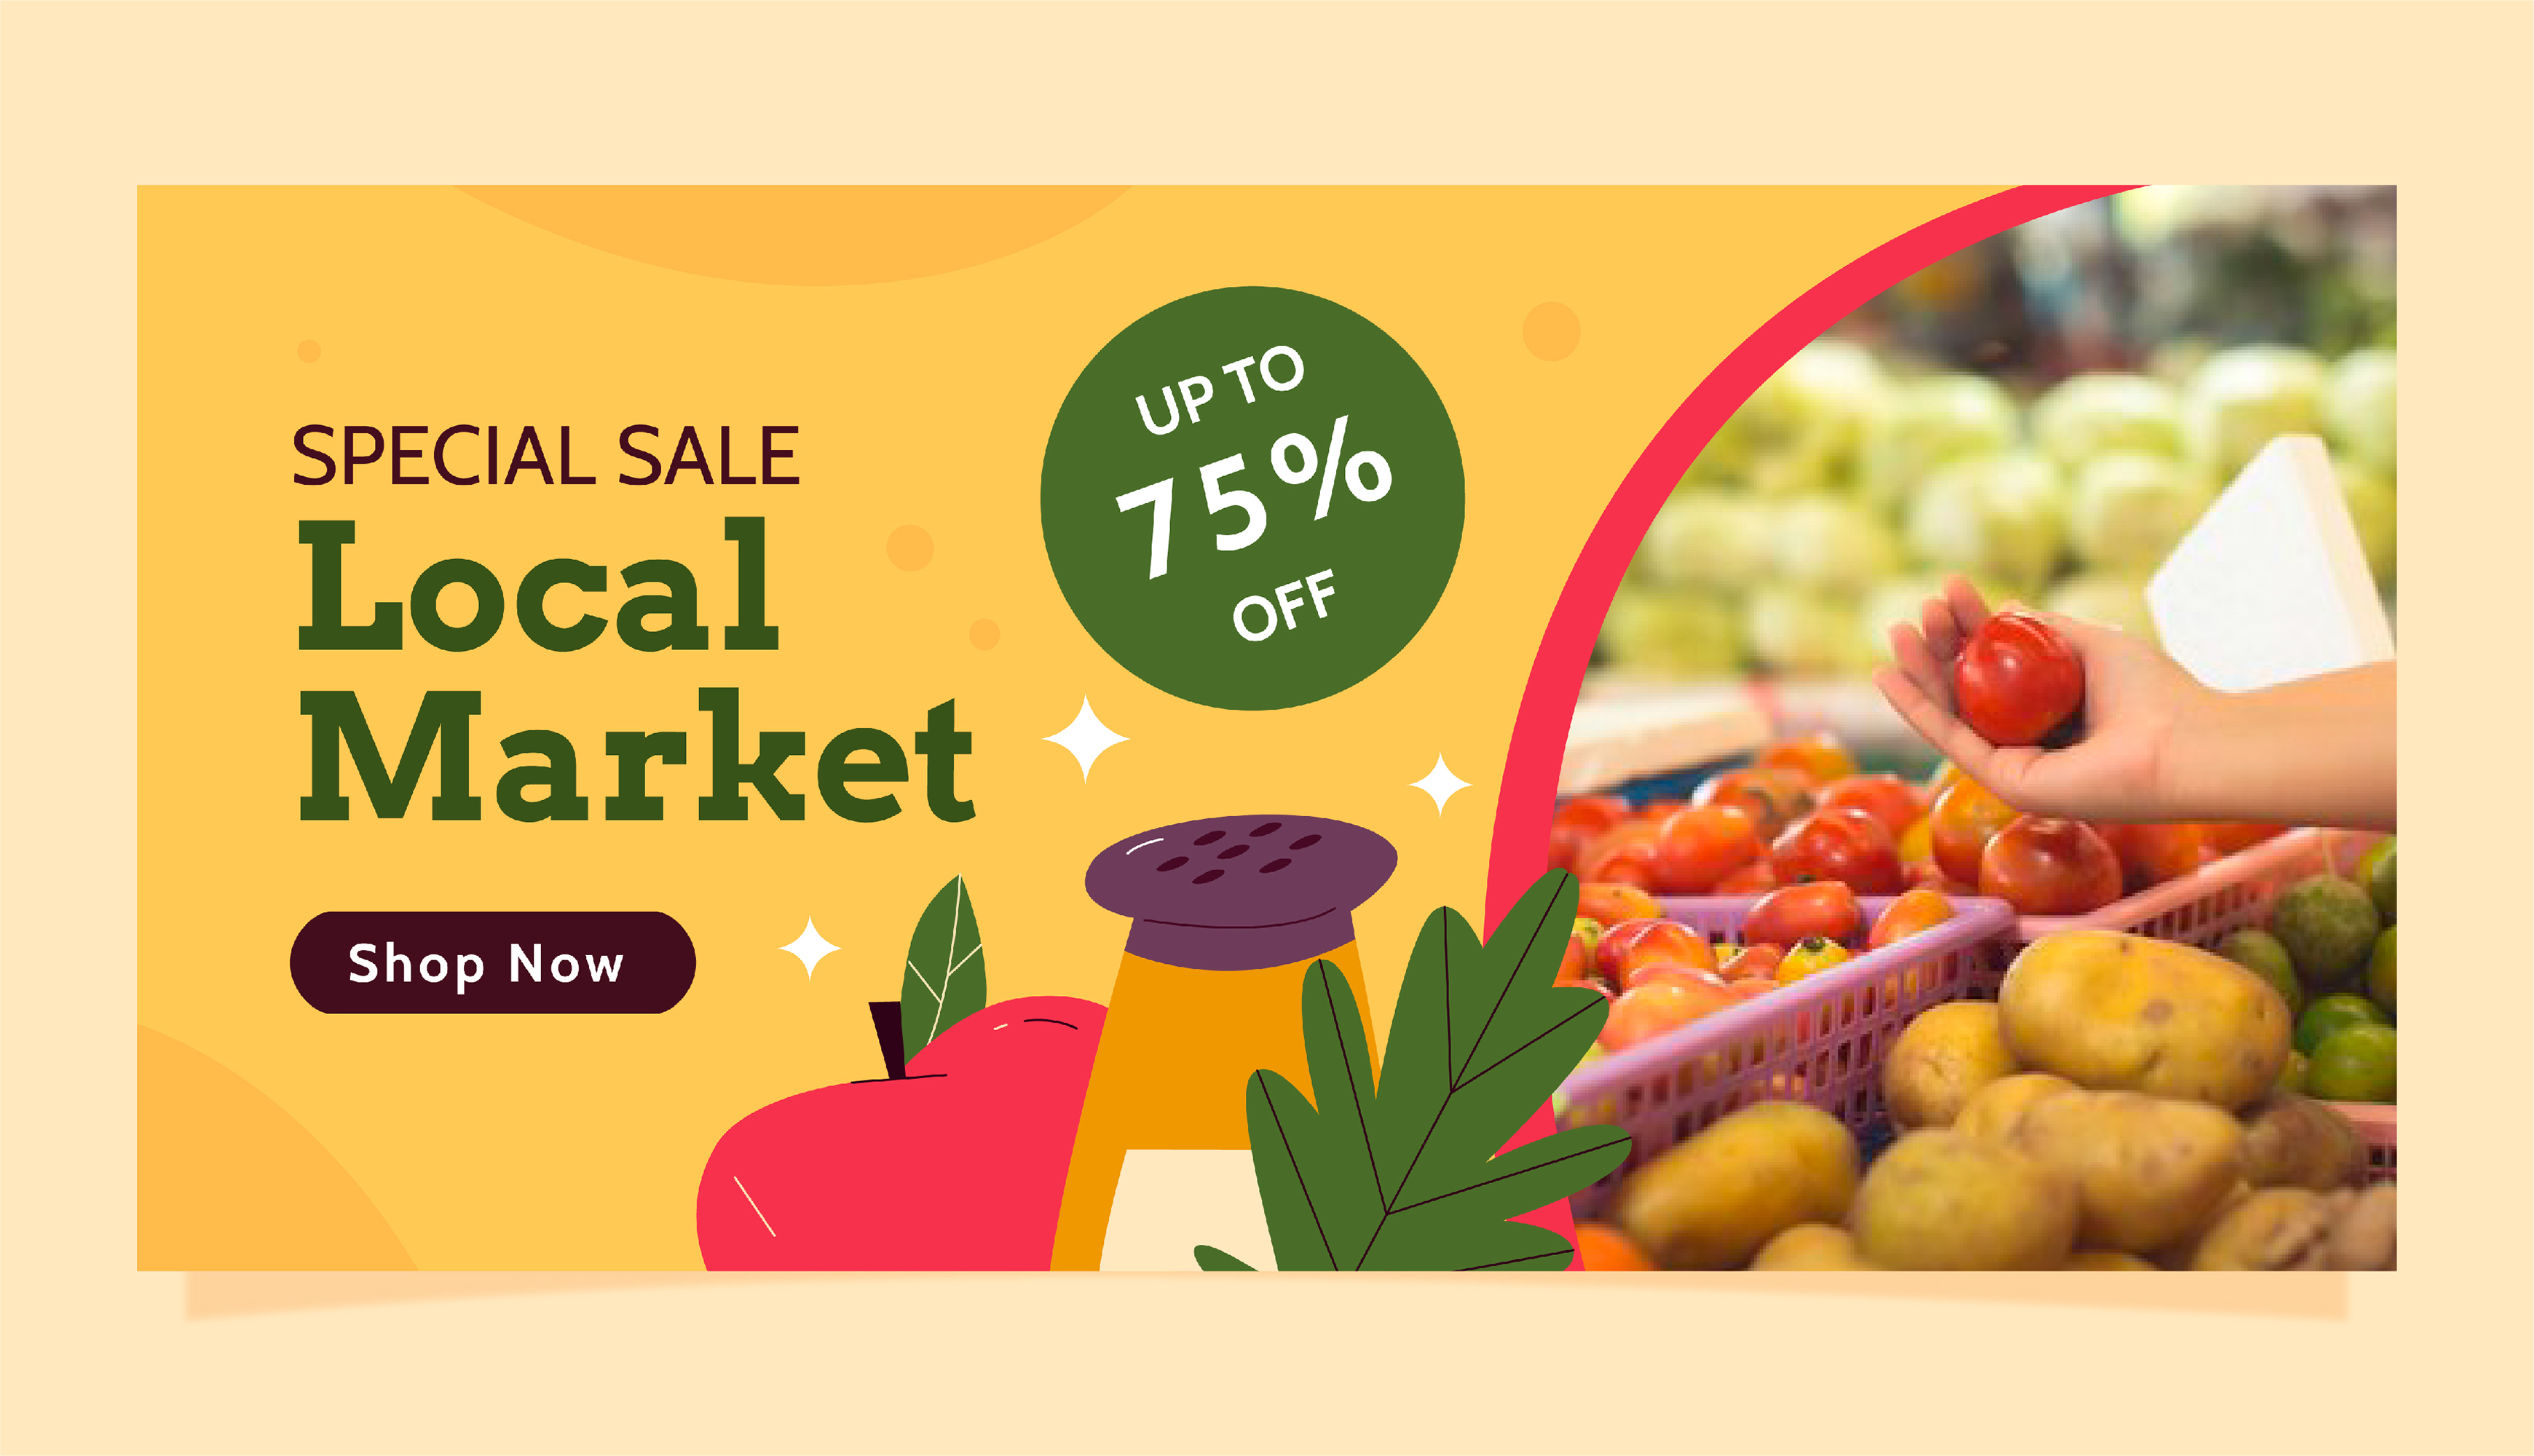 SPECIAL SALE
Local
Market
Shop Now
UP TO
75%
OFF